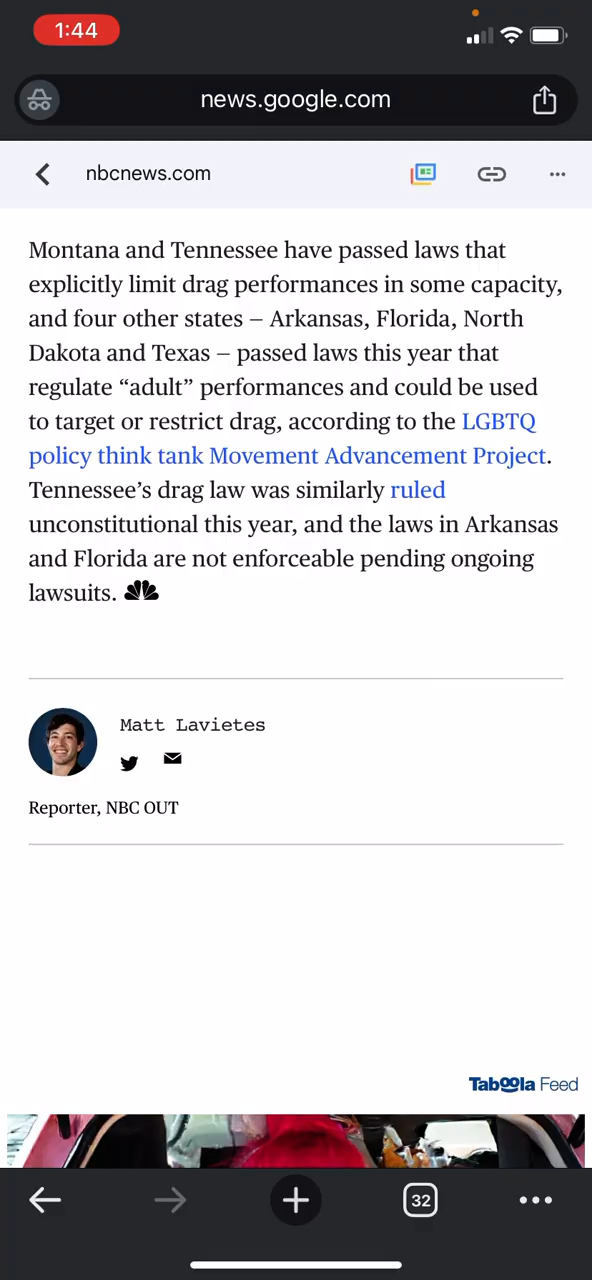 1:44
news.google.com
nbcnews.com
Montana and Tennessee have passed laws that
explicitly limit drag performances in some capacity,
and four other states — Arkansas, Florida, North
Dakota and Texas — passed laws this year that
regulate “adult” performances and could be used
to target or restrict drag, according to the LGBTQ
policy think tank Movement Advancement Project.
Tennessee’s drag law was similarly ruled
unconstitutional this year, and the laws in Arkansas
and Florida are not enforceable pending ongoing
lawsuits.
Matt Lavietes
Reporter, NBC OUT
Taboola Feed
32